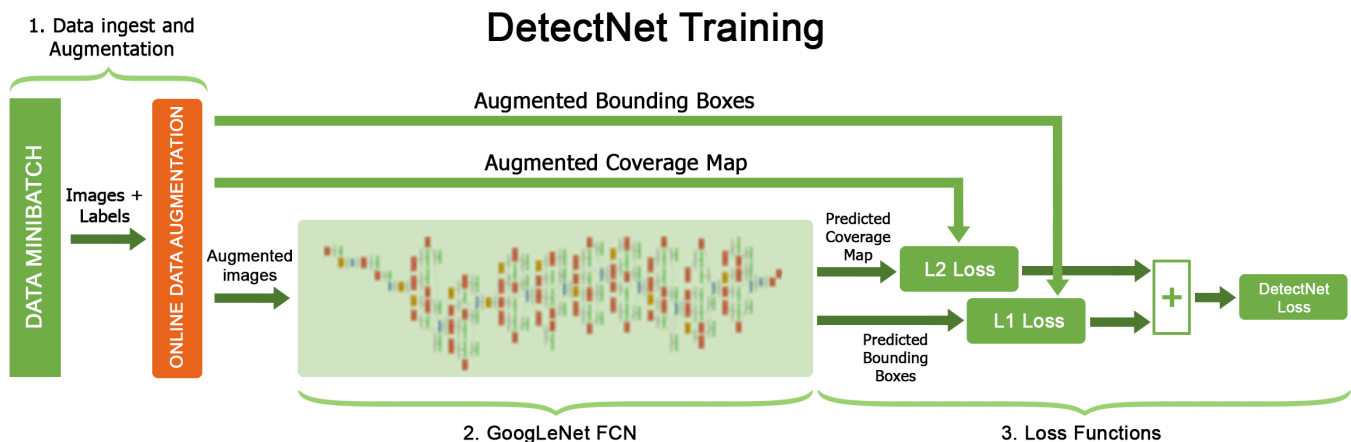 DetectNet Training
1. Data ingest and
Augmentation
DATA MINIBATCH
Images +
Labels
ONLINE DATA AUGMENTATION
Augmented Bounding Boxes
Augmented Coverage Map
Augmented
images
Predicted
Coverage
Map
L2 Loss
L1 Loss
Predicted
Bounding
Boxes
+
DetectNet
Loss
2. GoogLeNet FCN
3. Loss Functions